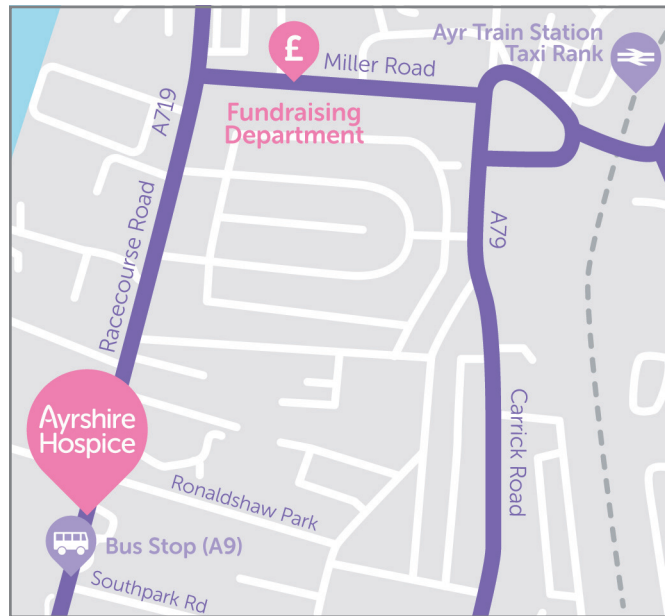 Ayr Train Station
Taxi Rank
£
Miller Road
Fundraising
Department
A719
Racecourse Road
A79
Carrick Road
Ayrshire
Hospice
Ronaldshaw Park
Bus Stop (A9)
Southpark Rd